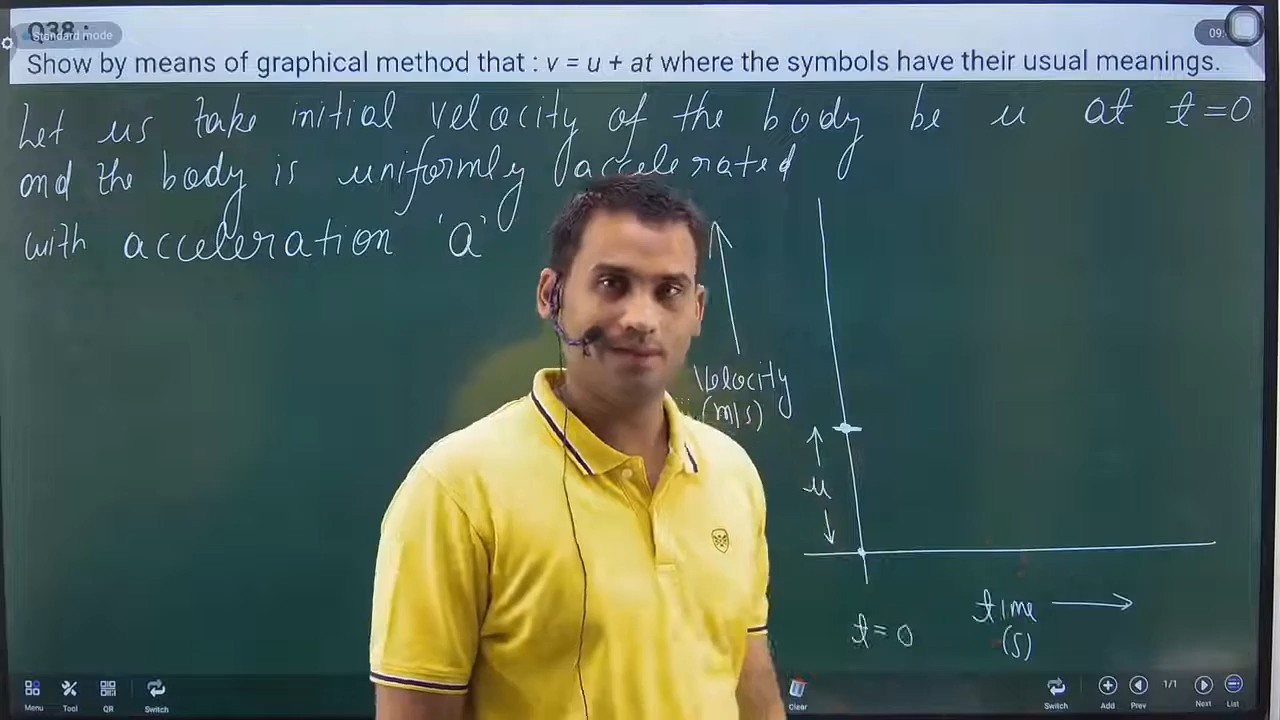 Q38 :
Standard mode
09:
Show by means of graphical method that : v = u + at where the symbols have their usual meanings.
Let us take initial velocity of the body be u at t=0
and the body is uniformly accelerated
with acceleration 'a'
Velocity
(m/s)
u
t=0
time
(s)
Menu Tool QR Switch Clear Switch Add Prev 1/1 Next List